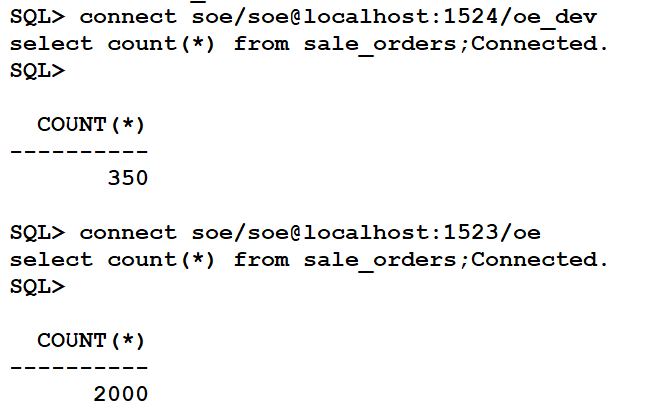 SQL> connect soe/soe@localhost:1524/oe_dev
select count(*) from sale_orders;Connected.
SQL>
COUNT(*)
----------
350
SQL> connect soe/soe@localhost:1523/oe
select count(*) from sale_orders;Connected.
SQL>
COUNT(*)
----------
2000